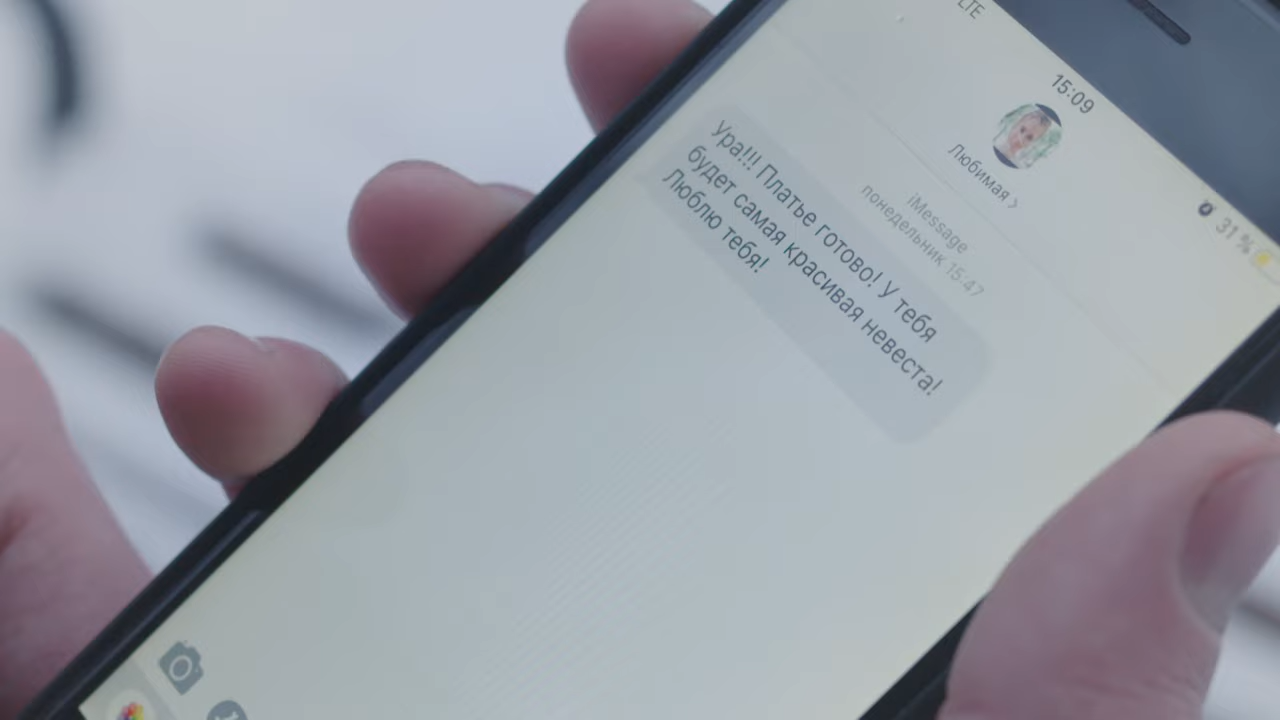 LTE
15:09
31 %
Любимая >
iMessage
понедельник 15:47
Ура!!! Платье готово! У тебя
будет самая красивая невеста!
Люблю тебя!